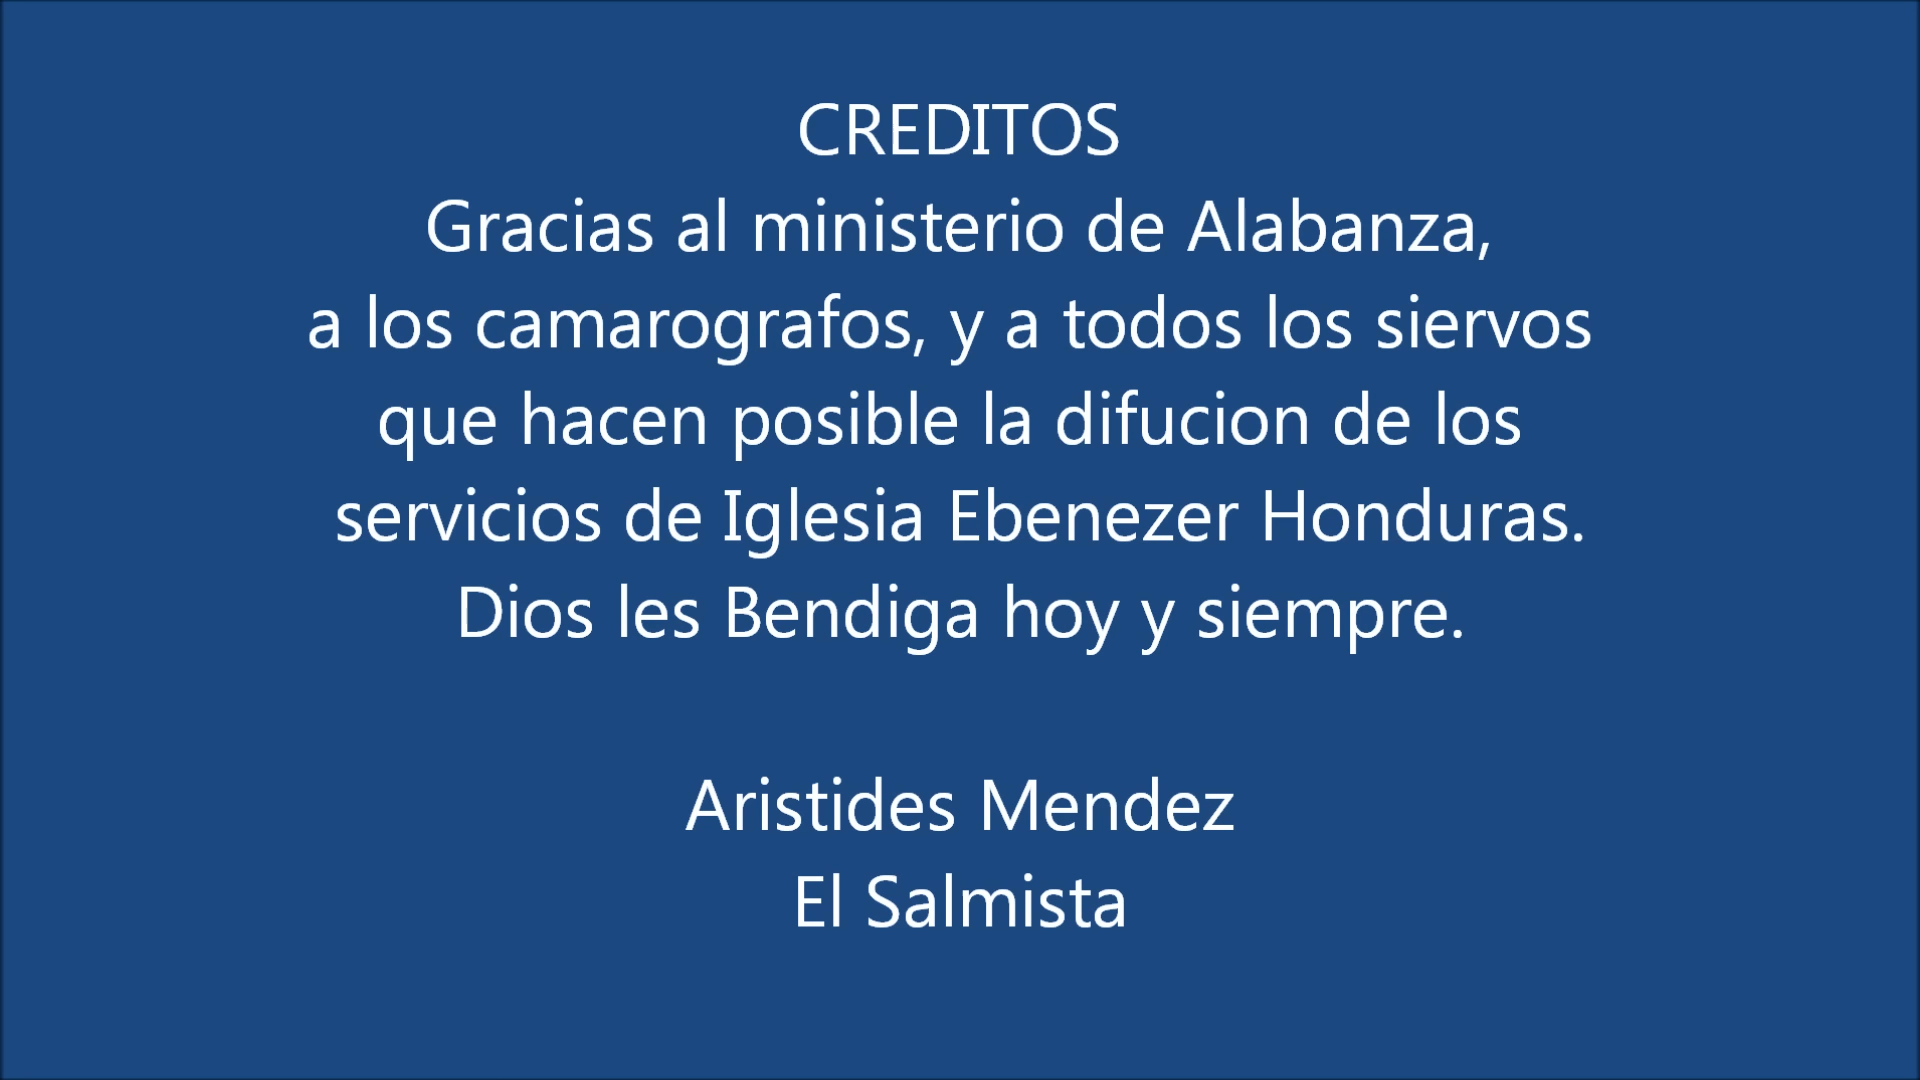 CREDITOS
Gracias al ministerio de Alabanza,
a los camarografos, y a todos los siervos
que hacen posible la difucion de los
servicios de Iglesia Ebenezer Honduras.
Dios les Bendiga hoy y siempre.
Aristides Mendez
El Salmista